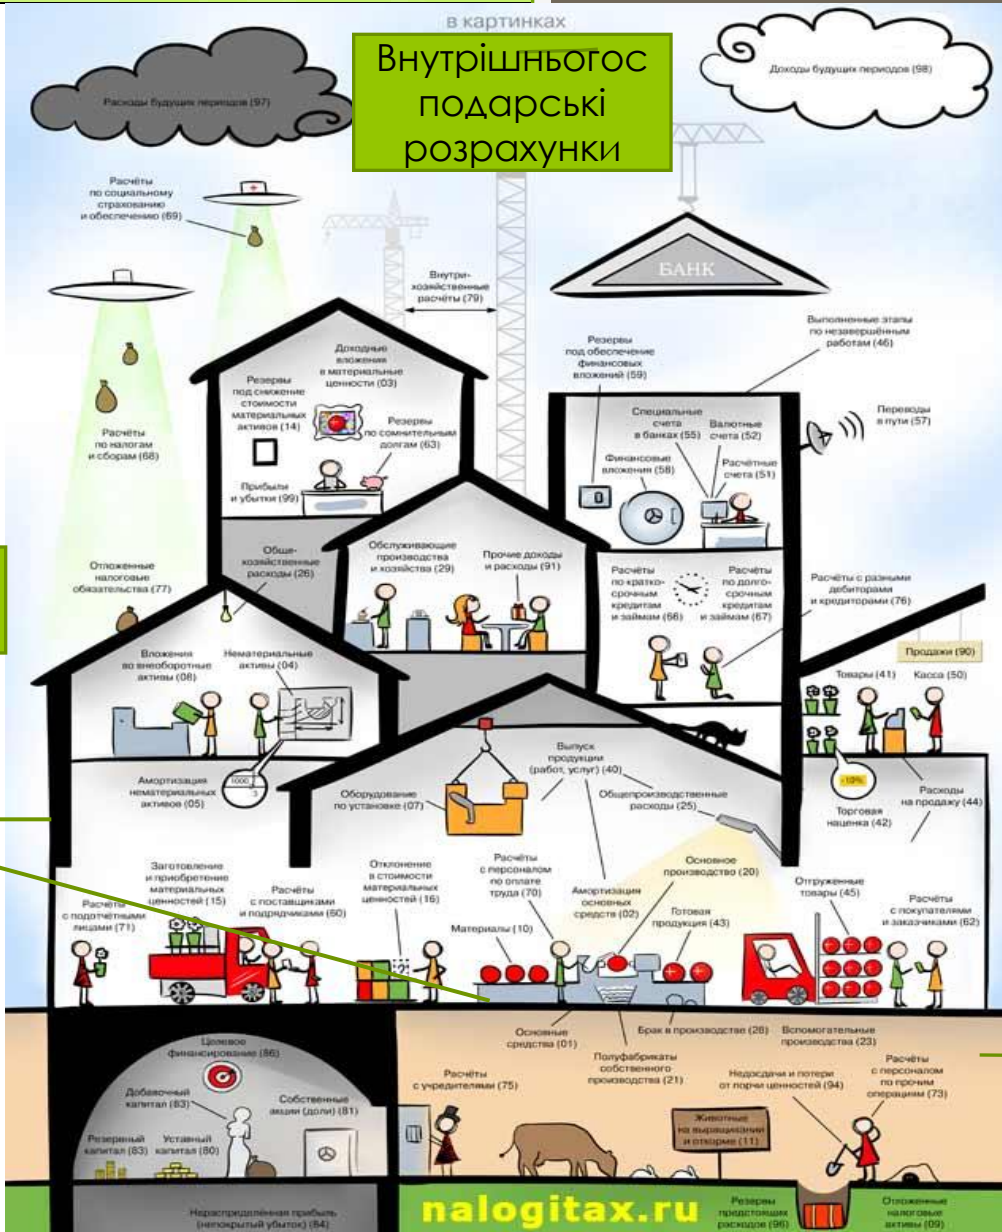 в картинках
Внутрішньогос
подарські
розрахунки
Расходы будущих периодов (97)
Доходы будущих периодов (98)
Расчёты
по социальному
страхованию
и обеспечению (69)
БАНК
Внутри-
хозяйственные
расчёты (79)
Выполненные этапы
по незавершённым
работам (46)
Резервы
под обеспечение
финансовых
вложений (59)
Доходные
вложения
в материальные
ценности (03)
Резервы
под снижение
стоимости
материальных
активов (14)
Резервы
по сомнительным
долгам (63)
Прибыли
и убытки (99)
Специальные
счета
в банках (55)
Валютные
счета (52)
Переводы
в пути (57)
Финансовые
вложения (58)
Расчётные
счета (51)
Расчёты
по налогам
и сборам (68)
Отложенные
налоговые
обязательства (77)
Обще-
хозяйственные
расходы (26)
Обслуживающие
производства
и хозяйства (29)
Прочие доходы
и расходы (91)
Расчёты
по кратко-
срочным
кредитам
и займам (66)
Расчёты
по долго-
срочным
кредитам
и займам (67)
Расчёты с разными
дебиторами
и кредиторами (76)
Вложения
во внеоборотные
активы (08)
Нематериальные
активы (04)
Продажи (90)
Товары (41)
Касса (50)
Амортизация
нематериальных
активов (05)
1000
3
Оборудование
по установке (07)
Выпуск
продукции
(работ, услуг) (40)
Общепроизводственные
расходы (25)
-10%
Торговая
наценка (42)
Расходы
на продажу (44)
Заготовление
и приобретение
материальных
ценностей (15)
Расчёты
с подотчётными
лицами (71)
Расчёты
с поставщиками
и подрядчиками (60)
Отклонение
в стоимости
материальных
ценностей (16)
?
Расчёты
с персоналом
по оплате
труда (70)
Материалы (10)
Амортизация
основных
средств (02)
Основное
производство (20)
Готовая
продукция (43)
Отгруженные
товары (45)
Расчёты
с покупателями
и заказчиками (62)
Основные
средства (01)
Брак в производстве (28)
Вспомогательные
производства (23)
Полуфабрикаты
собственного
производства (21)
Недосдачи и потери
от порчи ценностей (94)
Расчёты
с персоналом
по прочим
операциям (73)
Целевое
финансирование (86)
Добавочный
капитал (83)
Собственные
акции (доли) (81)
Резервный
капитал (83)
Уставный
капитал (80)
Расчёты
с учредителями (75)
Животные
на выращивании
и откорме (11)
Нераспределённая прибыль
(непокрытый убыток) (84)
nalogitax.ru
Резервы
предстоящих
расходов (96)
Отложенные
налоговые
активы (09)